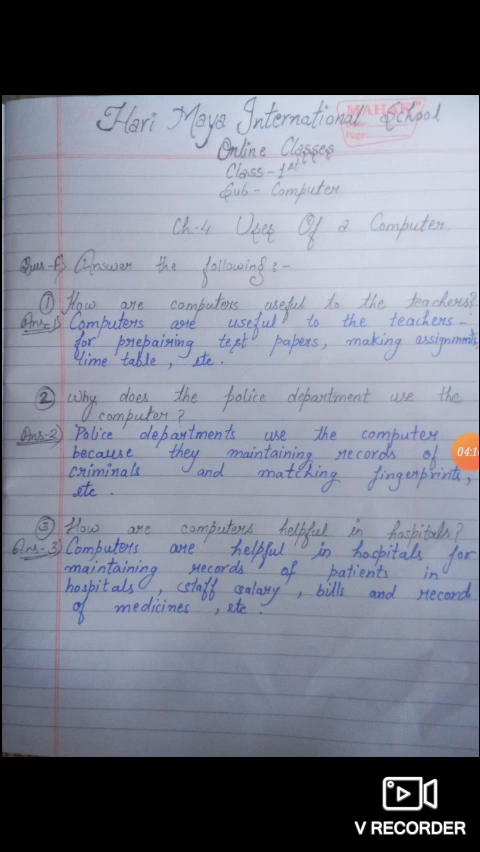 MAHAR
Hari Maya International School
Page:
Online Classes
Class - 1st
Sub - Computer
Ch-4 Uses Of a Computer
Ques-A) Answer the following :-
① How are computers useful to the teachers?
Ans-1) Computers are useful to the teachers -
for prepairing test papers, making assignments,
time table, etc.
② Why does the police department use the
computer?
Ans-2) Police departments use the computer
because they maintaining records of
criminals and matching fingerprints,
etc.
③ How are computers helpful in hospitals?
Ans-3) Computers are helpful in hospitals for
maintaining records of patients in
hospitals, staff salary, bills and record
of medicines, etc.
V RECORDER